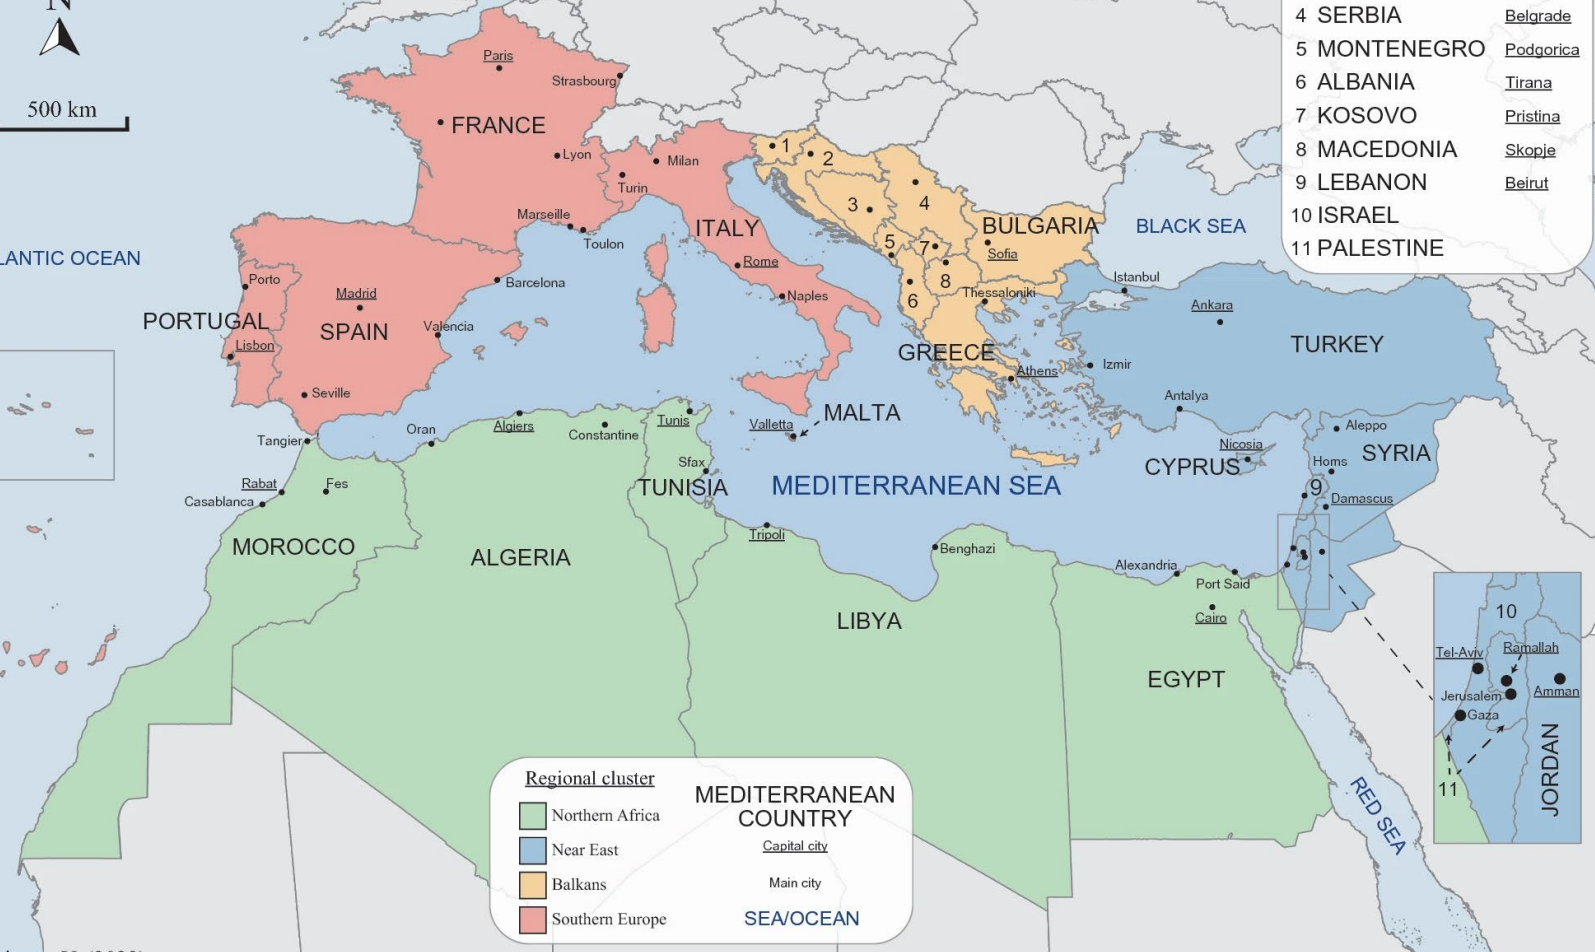 N
500 km
LANTIC OCEAN
Paris
Strasbourg
FRANCE
Lyon
Milan
Turin
Marseille
Toulon
ITALY
Rome
Naples
Barcelona
Porto
Madrid
PORTUGAL
SPAIN
Valencia
Lisbon
Seville
1
2
3
4
5
6
7
8
BULGARIA
Sofia
Thessaloniki
GREECE
Athens
BLACK SEA
Istanbul
Ankara
TURKEY
Izmir
Antalya
MALTA
Valletta
Nicosia
CYPRUS
Aleppo
SYRIA
Homs
9
Damascus
MEDITERRANEAN SEA
Tangier
Oran
Algiers
Constantine
Tunis
Sfax
TUNISIA
Rabat
Fes
Casablanca
MOROCCO
ALGERIA
Tripoli
Benghazi
LIBYA
Alexandria
Port Said
Cairo
EGYPT
RED SEA
4 SERBIA Belgrade
5 MONTENEGRO Podgorica
6 ALBANIA Tirana
7 KOSOVO Pristina
8 MACEDONIA Skopje
9 LEBANON Beirut
10 ISRAEL
11 PALESTINE
10
Tel-Aviv
Ramallah
Jerusalem
Amman
Gaza
11
JORDAN
Regional cluster
Northern Africa
Near East
Balkans
Southern Europe
MEDITERRANEAN
COUNTRY
Capital city
Main city
SEA/OCEAN